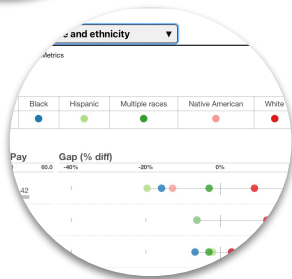 e and ethnicity ▼
Metrics
Black Hispanic Multiple races Native American White
Pay Gap (% diff)
60.0 -40% -20% 0%
42